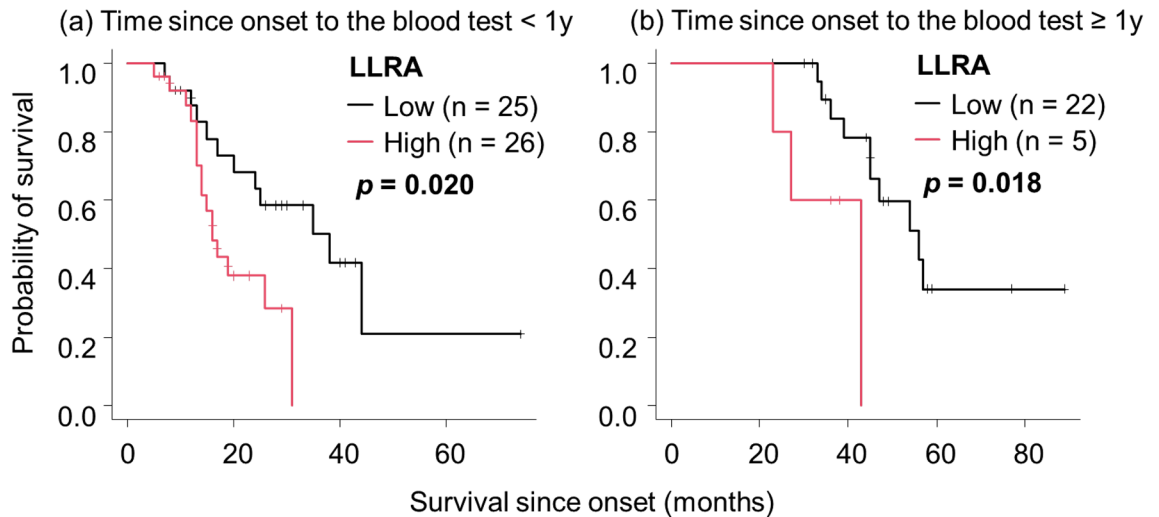 (a) Time since onset to the blood test < 1y
(b) Time since onset to the blood test ≥ 1y
Probability of survival
1.0
0.8
0.6
0.4
0.2
0.0
LLRA
Low (n = 25)
High (n = 26)
p = 0.020
0 20 40 60
1.0
0.8
0.6
0.4
0.2
0.0
LLRA
Low (n = 22)
High (n = 5)
p = 0.018
0 20 40 60 80
Survival since onset (months)